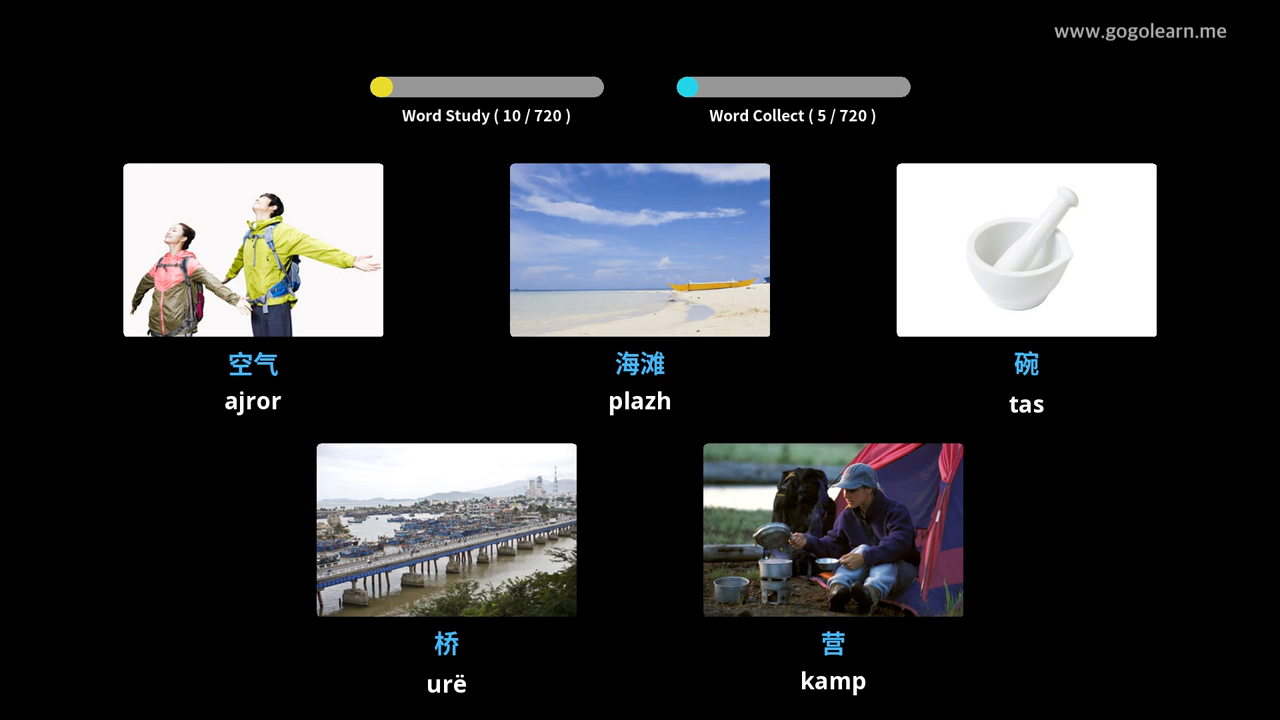 www.gogolearn.me
Word Study ( 10 / 720 )
Word Collect ( 5 / 720 )
空气
ajror
海滩
plazh
碗
tas
桥
urë
营
kamp